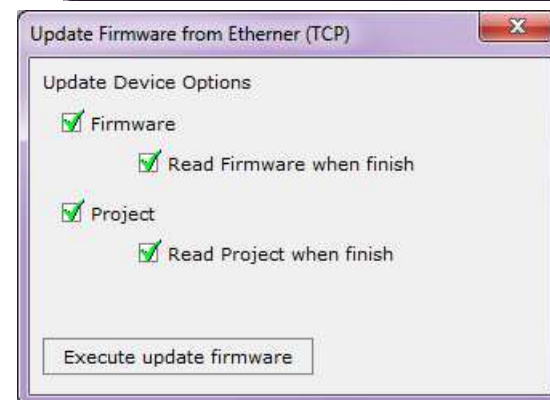 Update Firmware from Etherner (TCP)
Update Device Options
Firmware
Read Firmware when finish
Project
Read Project when finish
Execute update firmware